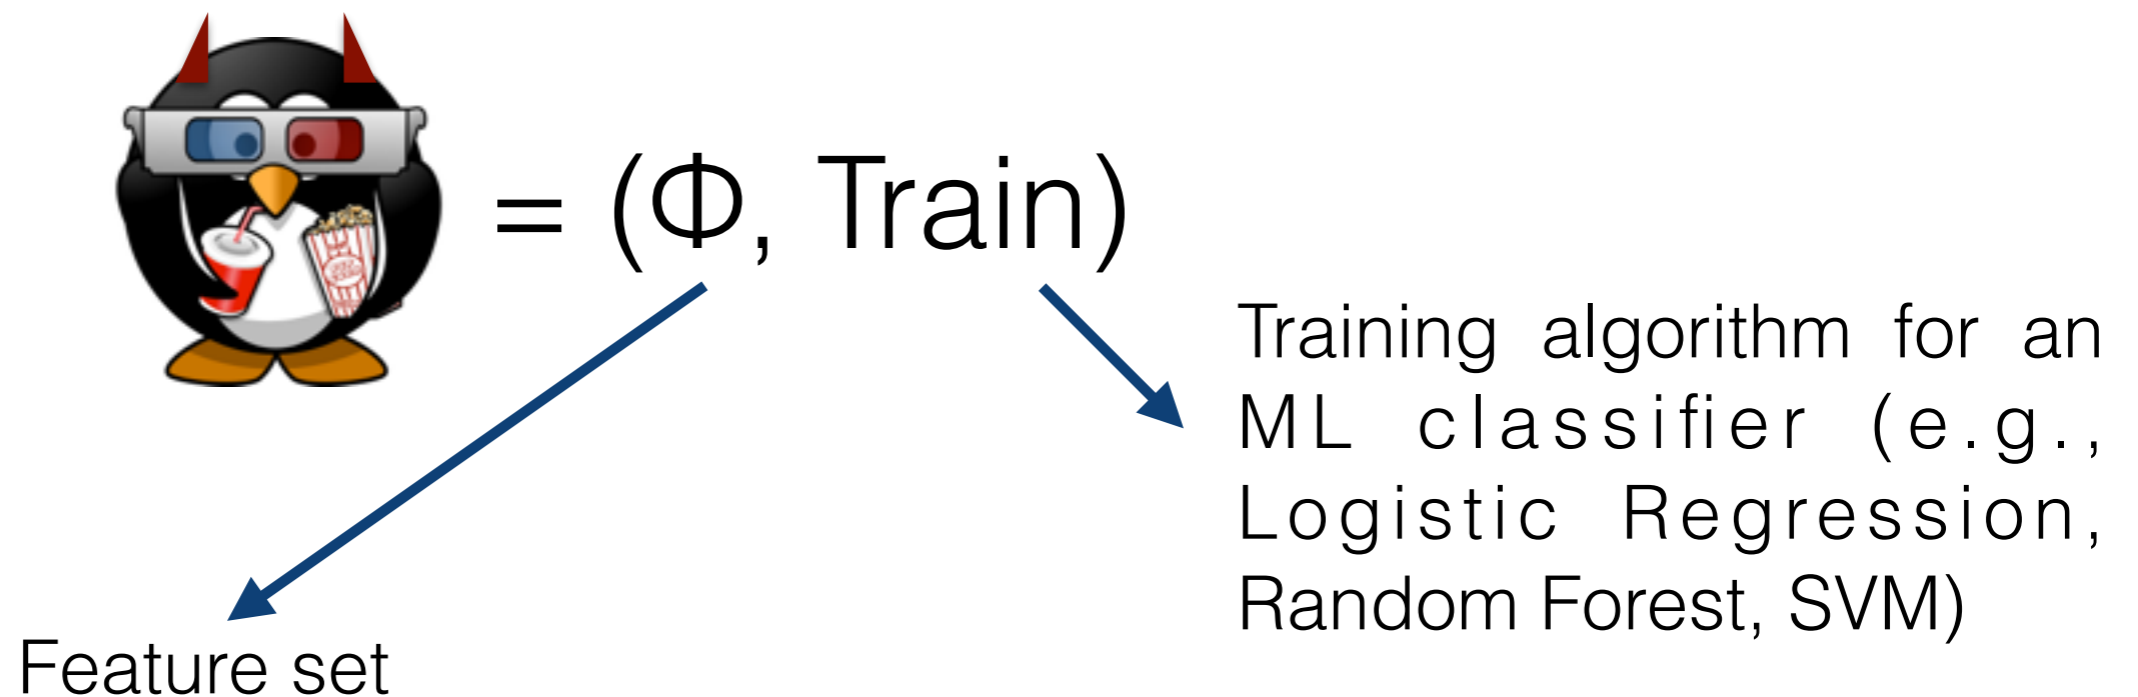 = (Φ, Train)
Training algorithm for an
ML classifier (e.g.,
Logistic Regression,
Random Forest, SVM)
Feature set